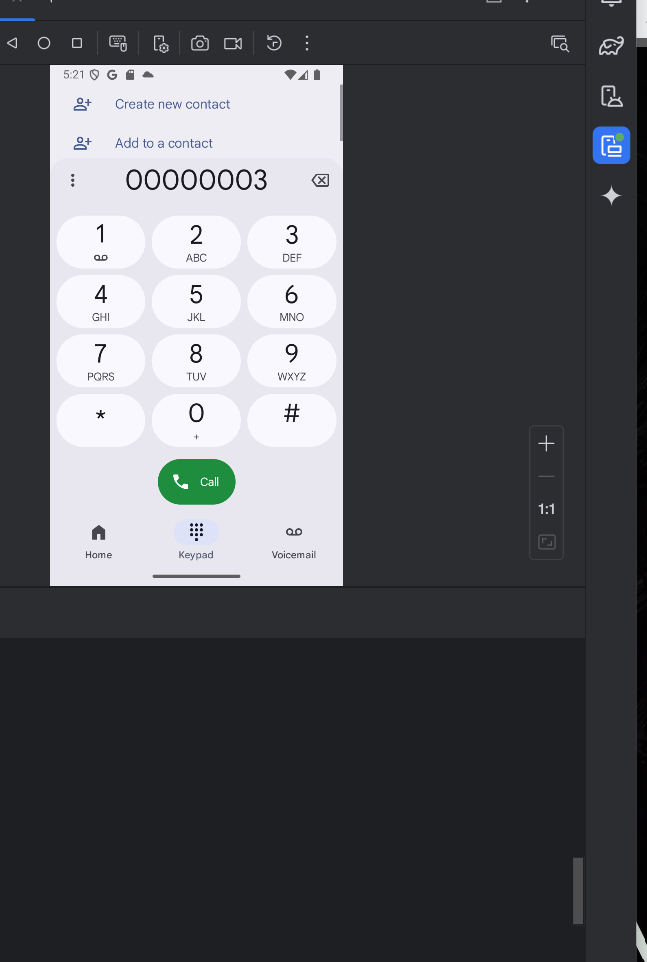 5:21
Create new contact
Add to a contact
00000003
1 2 3
ABC DEF
4 5 6
GHI JKL MNO
7 8 9
PQRS TUV WXYZ
* 0 #
+
Call
Home Keypad Voicemail
1:1